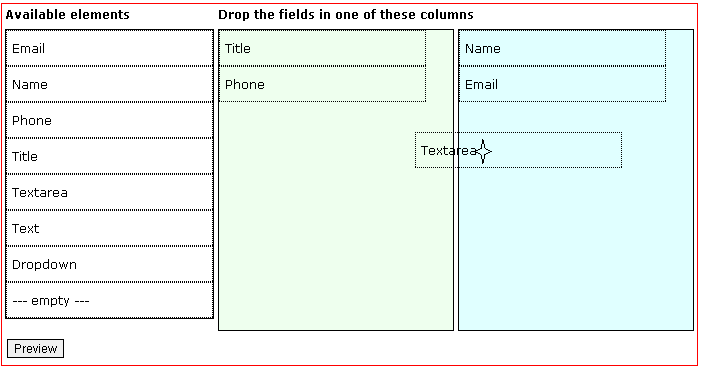 Available elements
Drop the fields in one of these columns
Email
Name
Phone
Title
Textarea
Text
Dropdown
--- empty ---
Title
Phone
Name
Email
Textarea
Preview